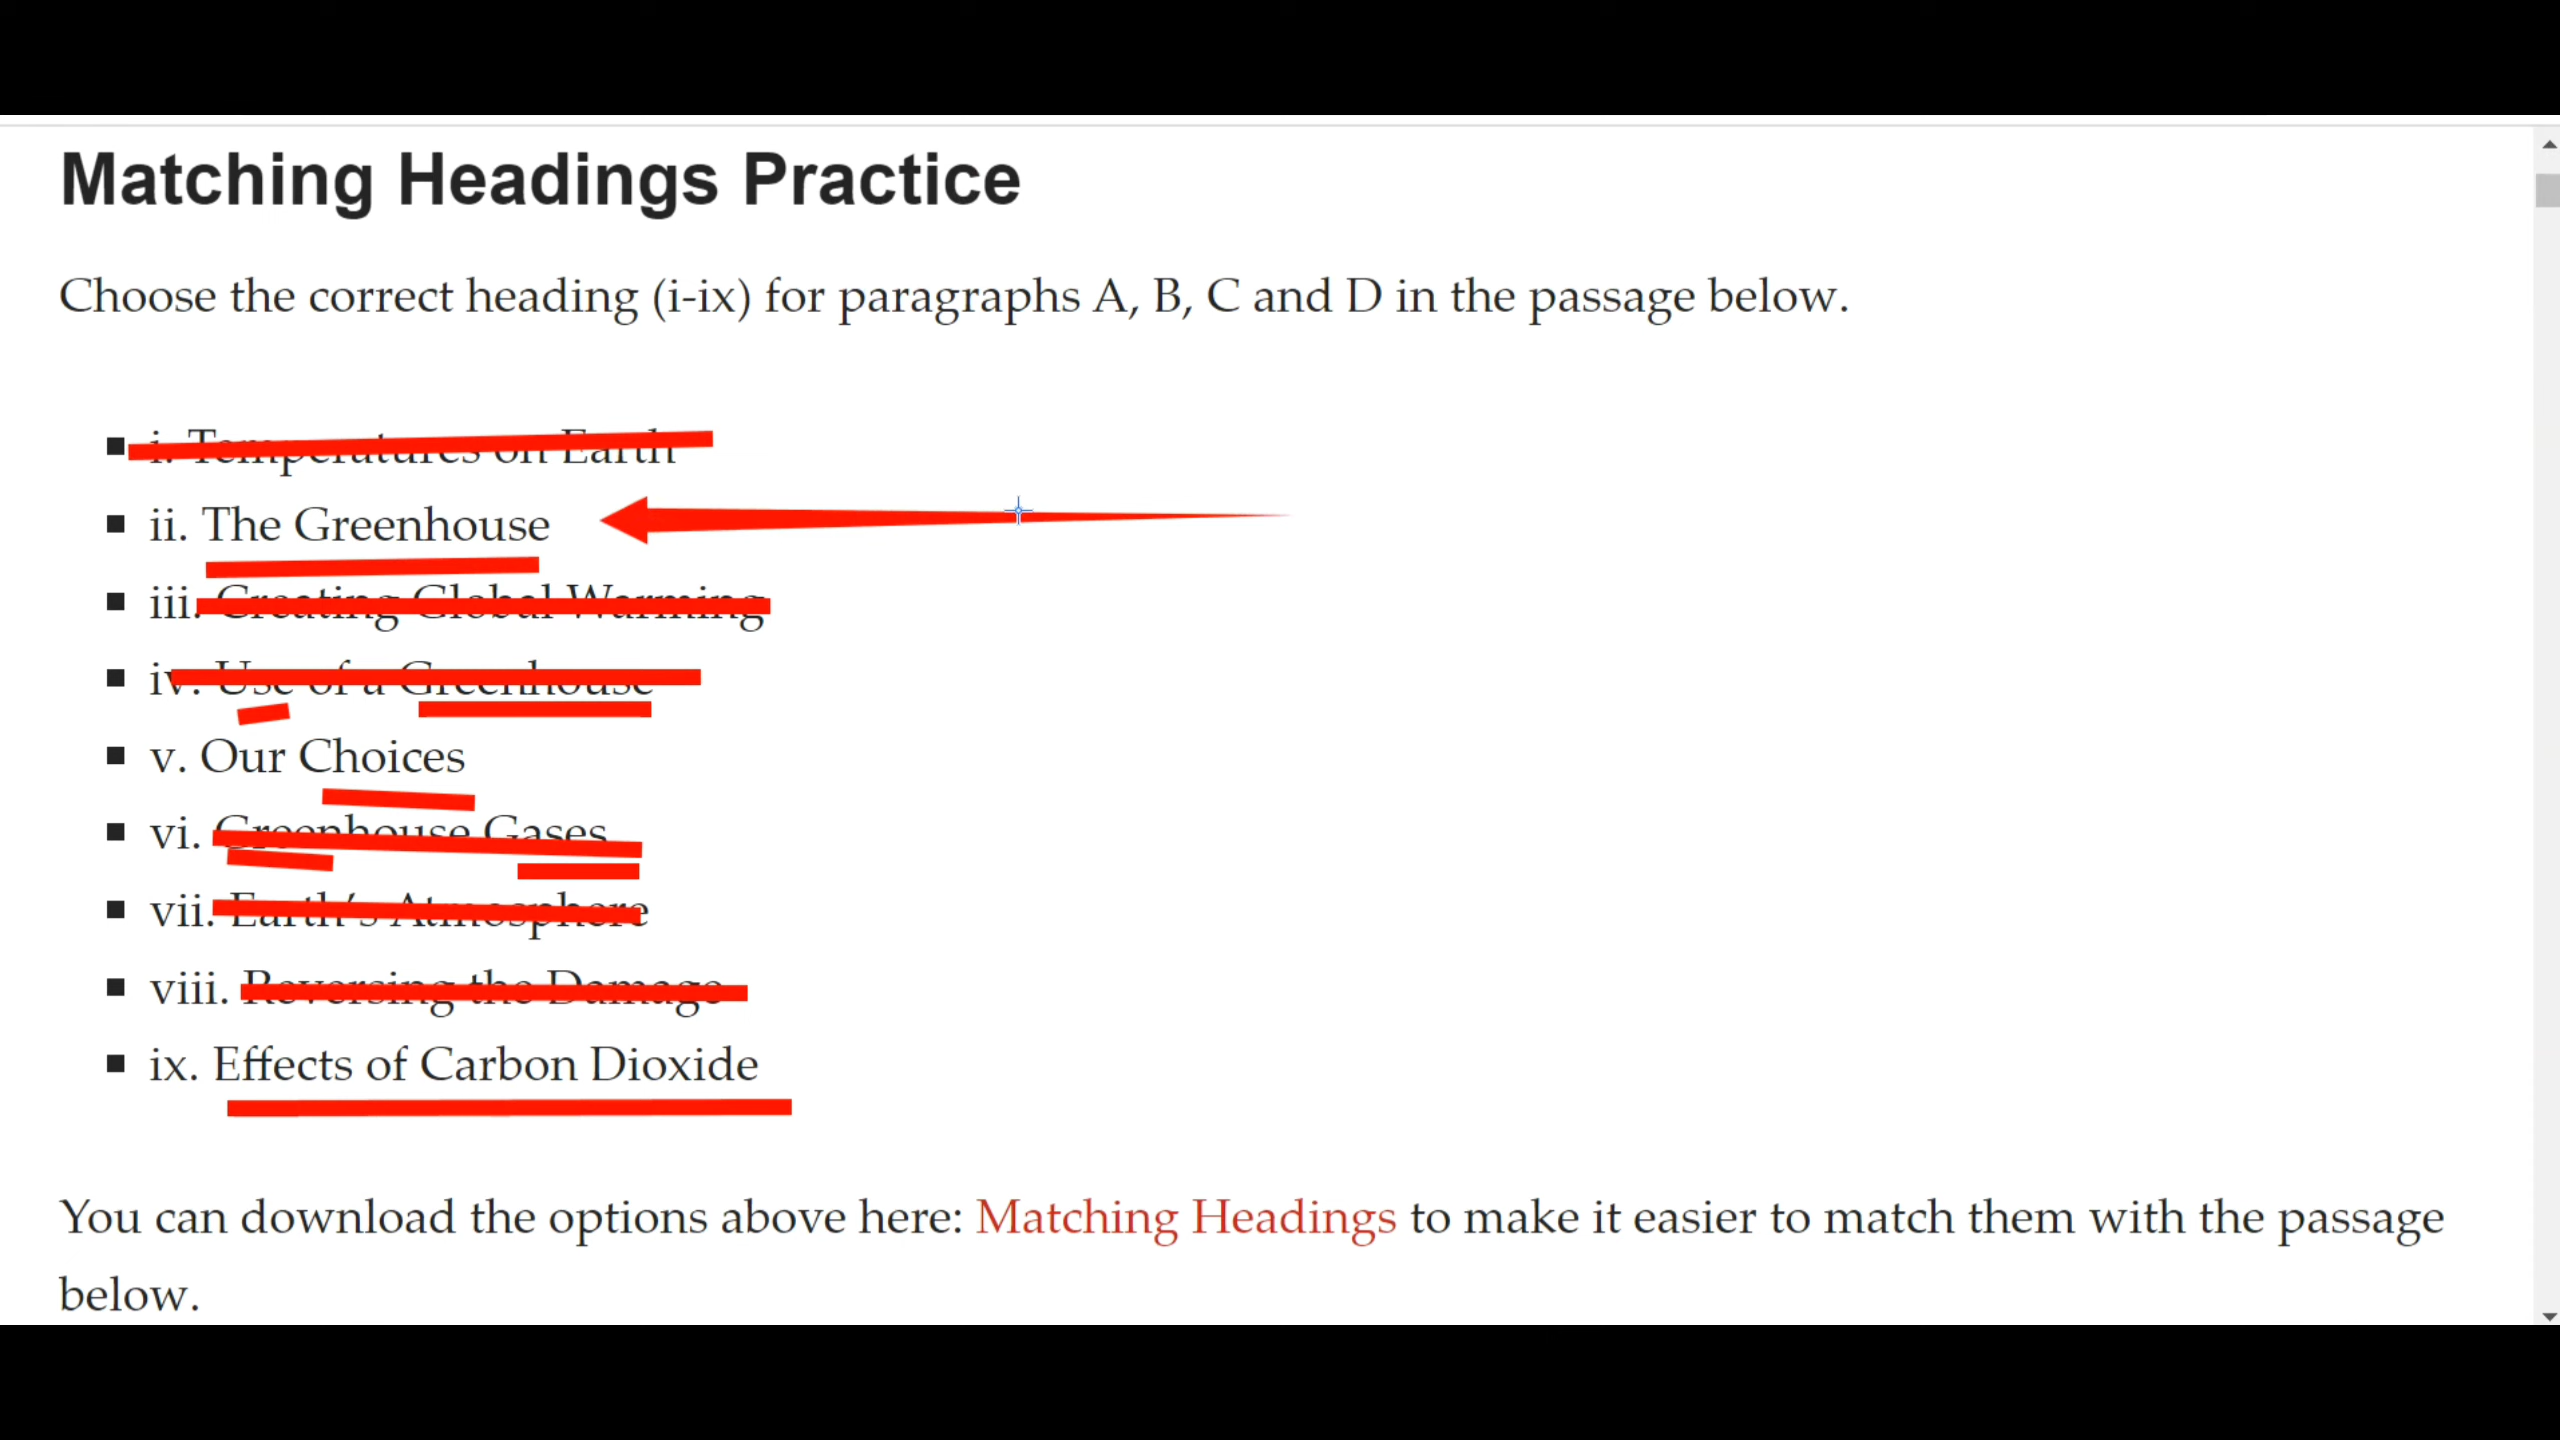 Matching Headings Practice
Choose the correct heading (i-ix) for paragraphs A, B, C and D in the passage below.
i. Temperatures on Earth
ii. The Greenhouse
iii. Creating Global Warming
iv. Use of a Greenhouse
v. Our Choices
vi. Greenhouse Gases
vii. Earth's Atmosphere
viii. Reversing the Damage
ix. Effects of Carbon Dioxide
You can download the options above here: Matching Headings to make it easier to match them with the passage
below.